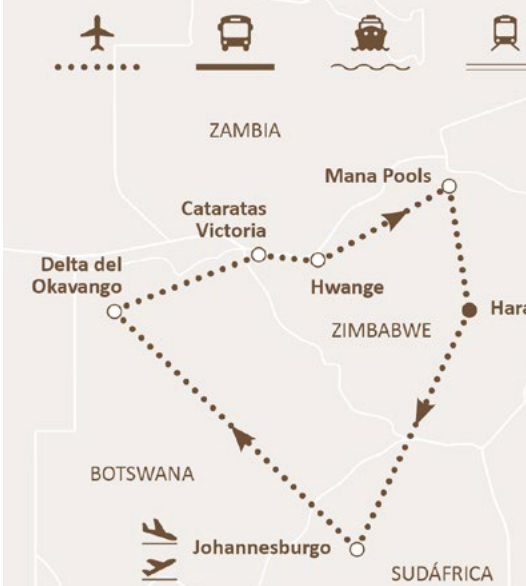 ZAMBIA
Mana Pools
Cataratas
Victoria
Delta del
Okavango
Hwange
ZIMBABWE
BOTSWANA
Johannesburgo
SUDÁFRICA